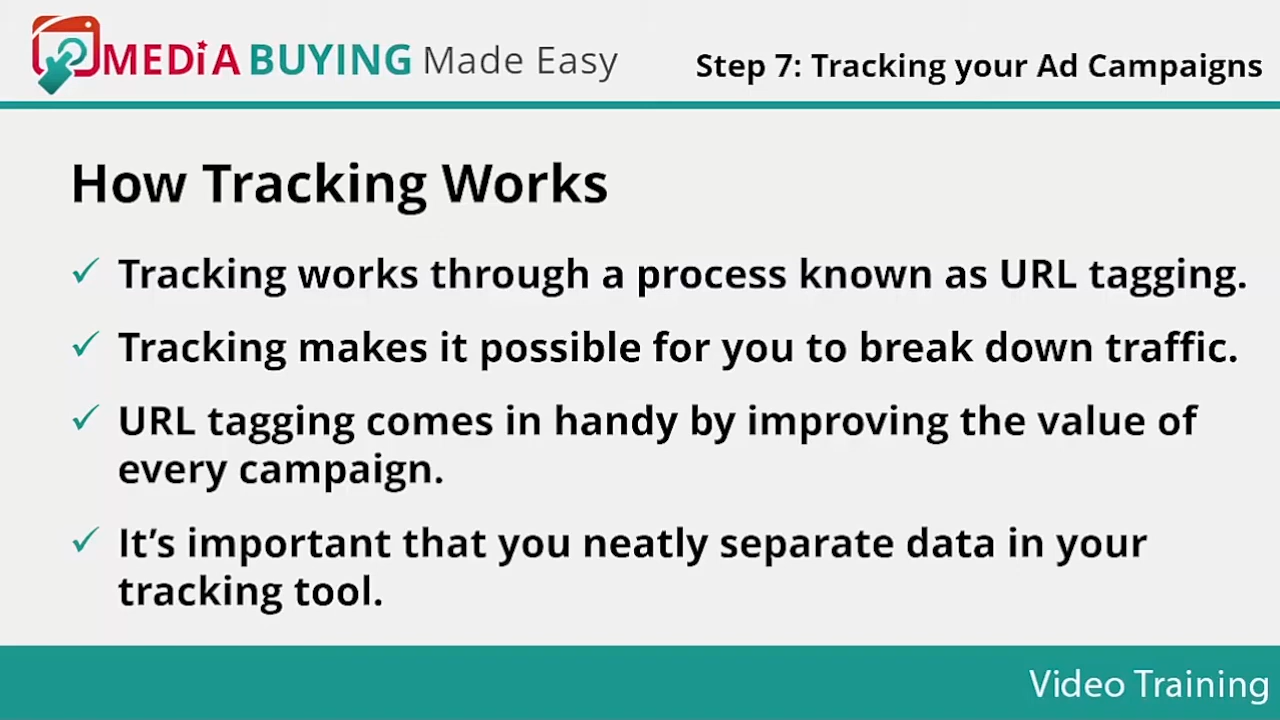 MEDiA BUYING Made Easy
Step 7: Tracking your Ad Campaigns
How Tracking Works
✓ Tracking works through a process known as URL tagging.
✓ Tracking makes it possible for you to break down traffic.
✓ URL tagging comes in handy by improving the value of
every campaign.
✓ It’s important that you neatly separate data in your
tracking tool.
Video Training